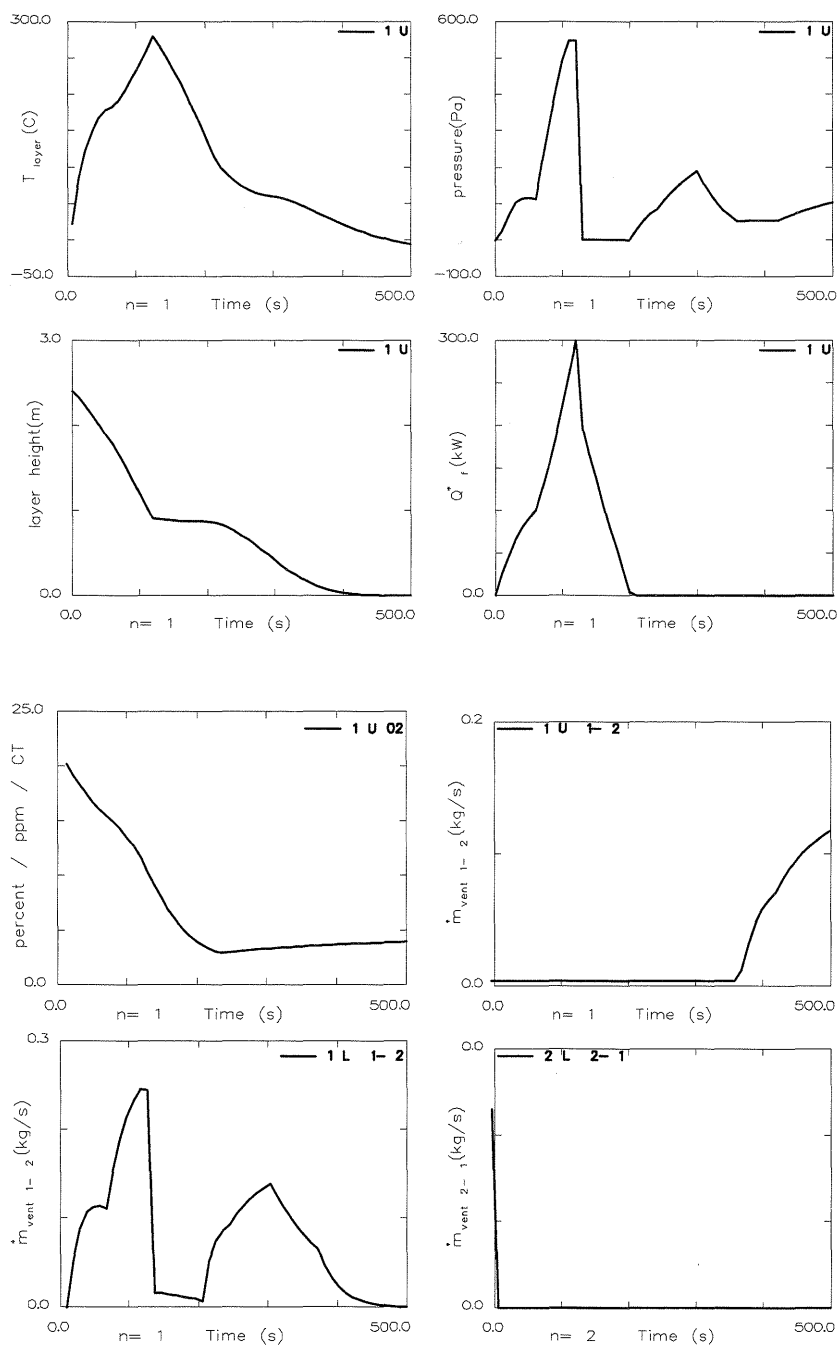 300.0
1 U
T layer (C)
-50.0
0.0
n= 1 Time (s)
500.0
600.0
1 U
pressure(Pa)
-100.0
0.0
n= 1 Time (s)
500.0
3.0
1 U
layer height(m)
0.0
0.0
n= 1 Time (s)
500.0
300.0
1 U
Q* f (kW)
0.0
0.0
n= 1 Time (s)
500.0
25.0
1 U O2
percent / ppm / CT
0.0
0.0
n= 1 Time (s)
500.0
0.2
1 U 1- 2
m* vent 1- 2 (kg/s)
0.0
0.0
n= 1 Time (s)
500.0
0.3
1 L 1- 2
m* vent 1- 2 (kg/s)
0.0
0.0
n= 1 Time (s)
500.0
0.0
2 L 2- 1
m* vent 2- 1 (kg/s)
0.0
0.0
n= 2 Time (s)
500.0